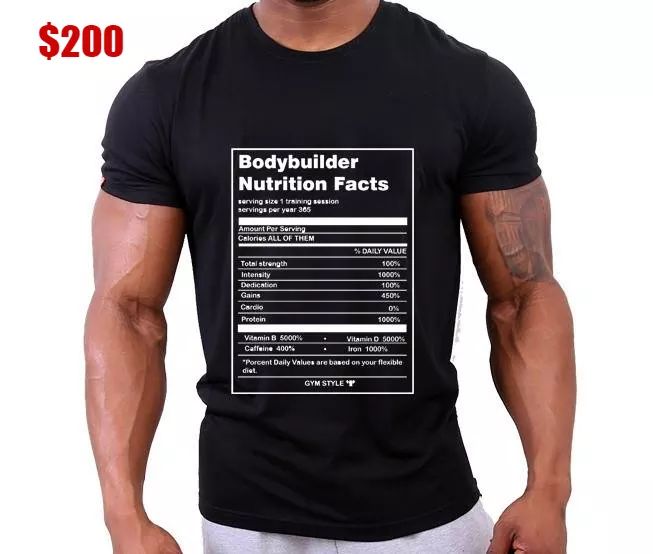 $200
Bodybuilder
Nutrition Facts
serving size 1 training session
servings per year 365
Amount Per Serving
Calories ALL OF THEM
% DAILY VALUE
Total strength 100%
Intensity 1000%
Dedication 100%
Gains 450%
Cardio 0%
Protein 1000%
Vitamin B 5000% • Vitamin D 5000%
Caffeine 400% • Iron 1000%
*Porcent Daily Values are based on your flexible
diet.
GYM STYLE